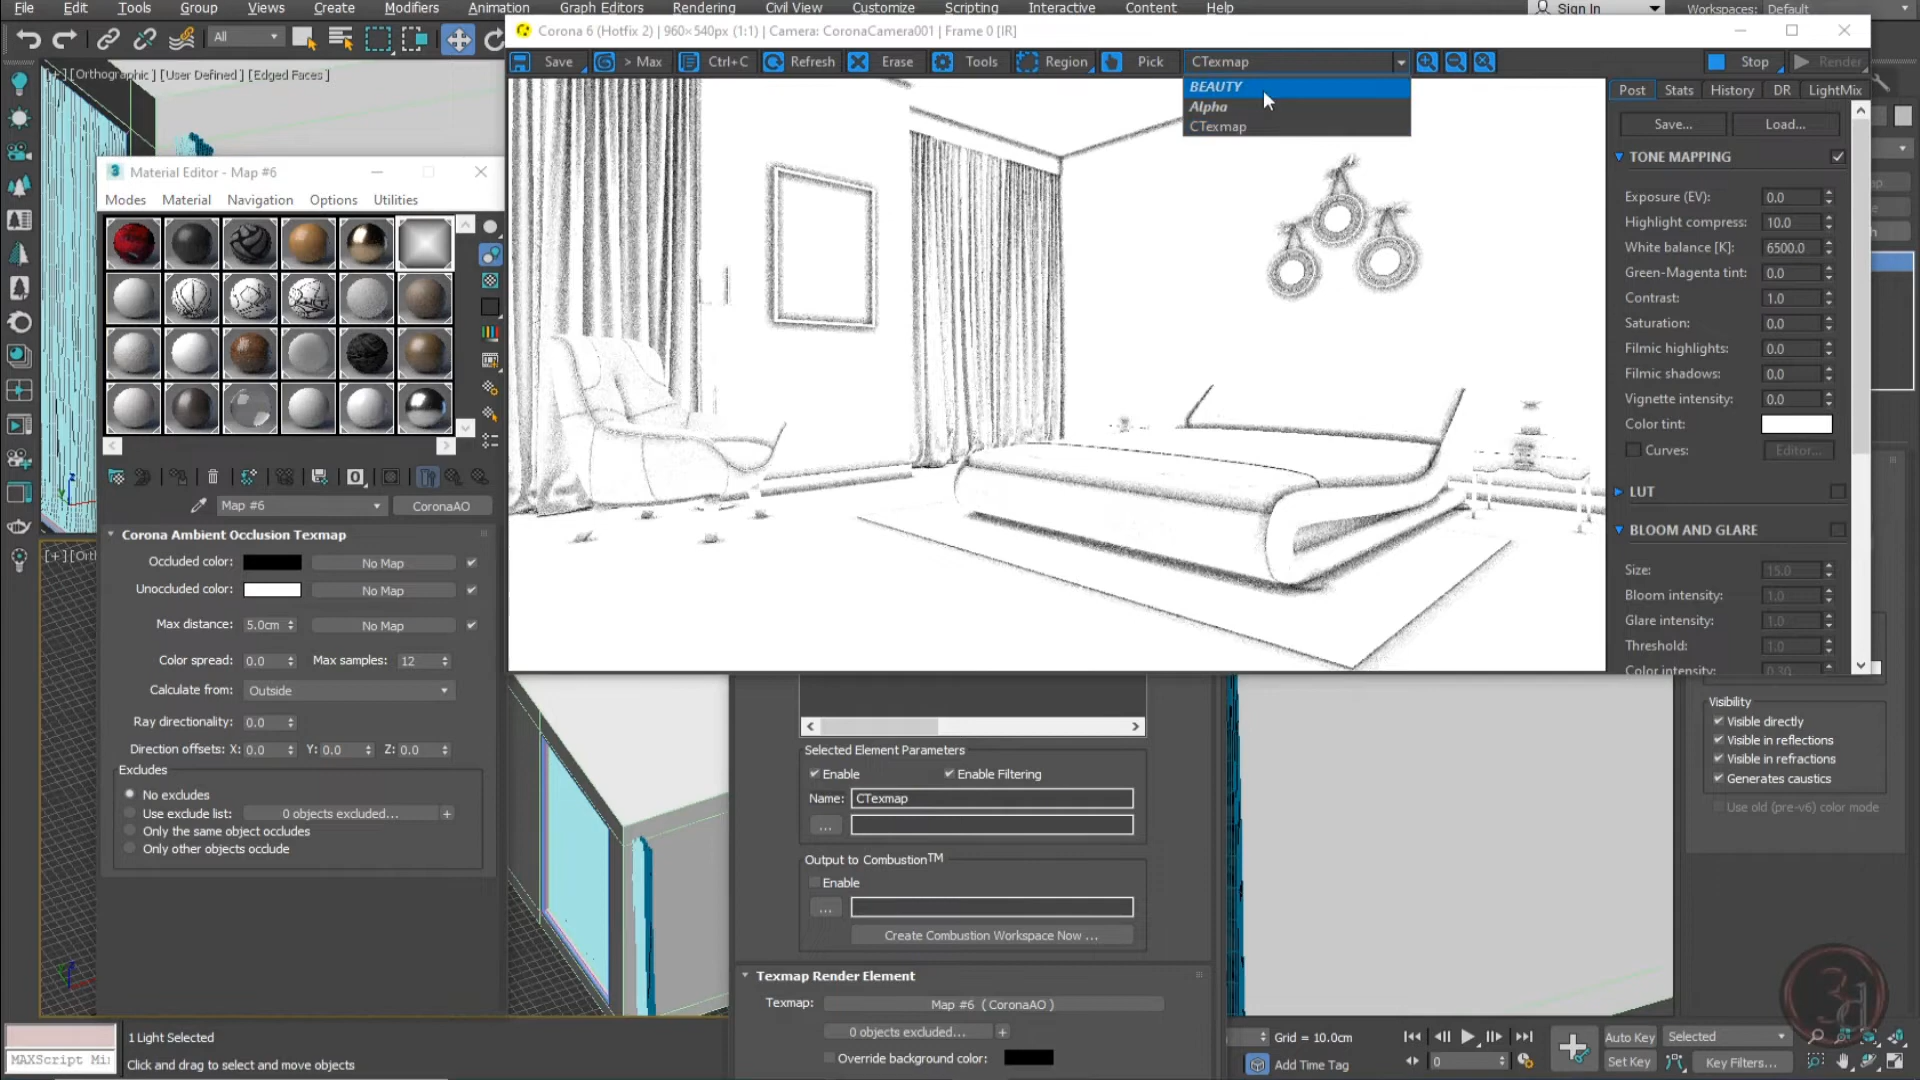 File Edit Tools Group Views Create Modifiers Animation Graph Editors Rendering Civil View Customize Scripting Interactive Content Help Sign In Workspaces: Default
Corona 6 (Hotfix 2) | 960×540px (1:1) | Camera: CoronaCamera001 | Frame 0 [IR]
All
Save > Max Ctrl+C Refresh Erase Tools Region Pick CTexmap Stop Render
[+] [Orthographic] [User Defined] [Edged Faces]
BEAUTY
Alpha
CTexmap
Post Stats History DR LightMix
Save... Load...
TONE MAPPING
Exposure (EV): 0.0
Highlight compress: 10.0
White balance [K]: 6500.0
Green-Magenta tint: 0.0
Contrast: 1.0
Saturation: 0.0
Filmic highlights: 0.0
Filmic shadows: 0.0
Vignette intensity: 0.0
Color tint:
Curves: Editor...
LUT
BLOOM AND GLARE
Size: 15.0
Bloom intensity: 1.0
Glare intensity: 1.0
Threshold: 1.0
Color intensity: 0.30
Material Editor - Map #6
Modes Material Navigation Options Utilities
Map #6 CoronaAO
Corona Ambient Occlusion Texmap
Occluded color: No Map
Unoccluded color: No Map
Max distance: 5.0cm No Map
Color spread: 0.0 Max samples: 12
Calculate from: Outside
Ray directionality: 0.0
Direction offsets: X: 0.0 Y: 0.0 Z: 0.0
Excludes
No excludes
Use exclude list: 0 objects excluded... +
Only the same object occludes
Only other objects occlude
Selected Element Parameters
Enable Enable Filtering
Name: CTexmap
...
Output to Combustion™
Enable
...
Create Combustion Workspace Now ...
Texmap Render Element
Texmap: Map #6 ( CoronaAO )
0 objects excluded... +
Override background color:
Visibility
Visible directly
Visible in reflections
Visible in refractions
Generates caustics
Use old (pre-v6) color mode
1 Light Selected
MAXScript Mi
Click and drag to select and move objects
Grid = 10.0cm
Add Time Tag
0
Auto Key Selected
Set Key Key Filters...